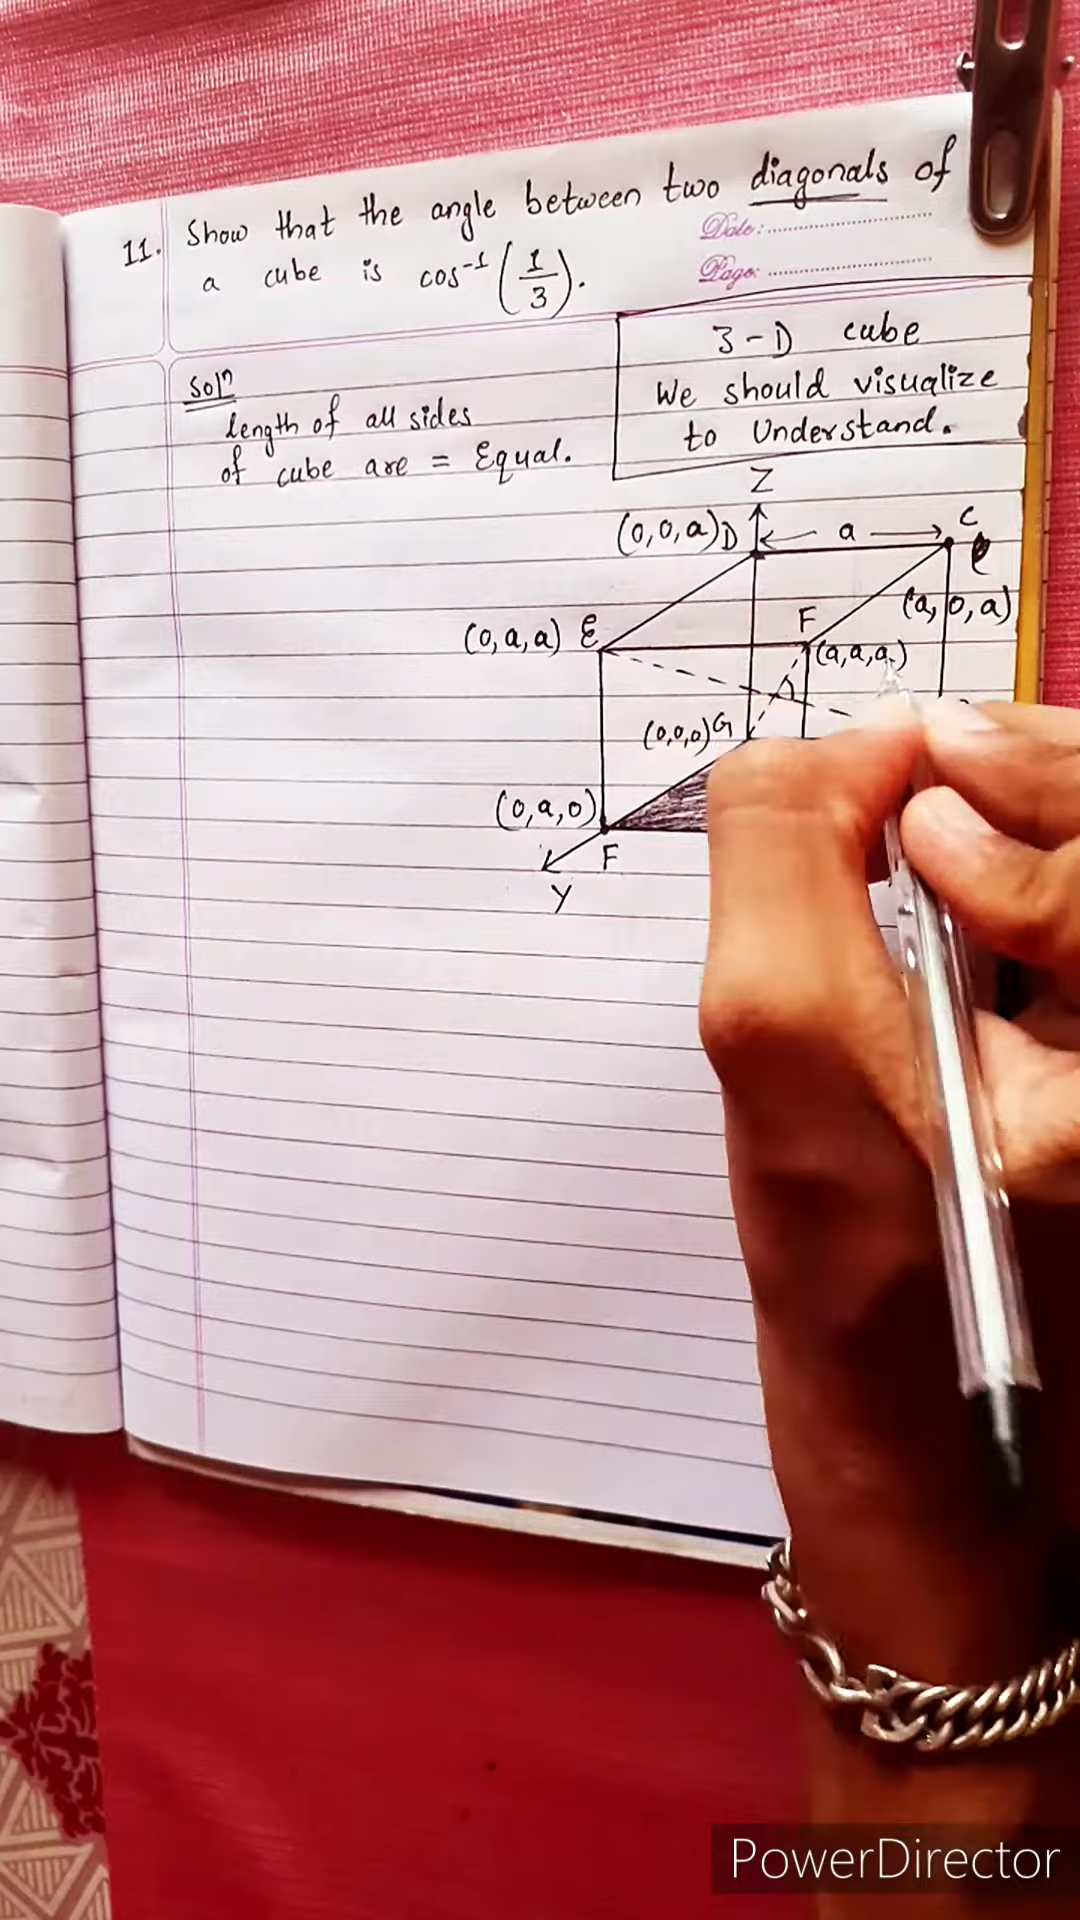 11. Show that the angle between two diagonals of
a cube is cos⁻¹(1/3).
Date:
Page:
3-D cube
We should visualize
to Understand.
Solⁿ
Length of all sides
of cube are = Equal.
Z
(0,0,a) D
a
C
(a,0,a)
(0,a,a) E
F
(a,a,a)
(0,0,0) G
(0,a,0)
F
Y
PowerDirector